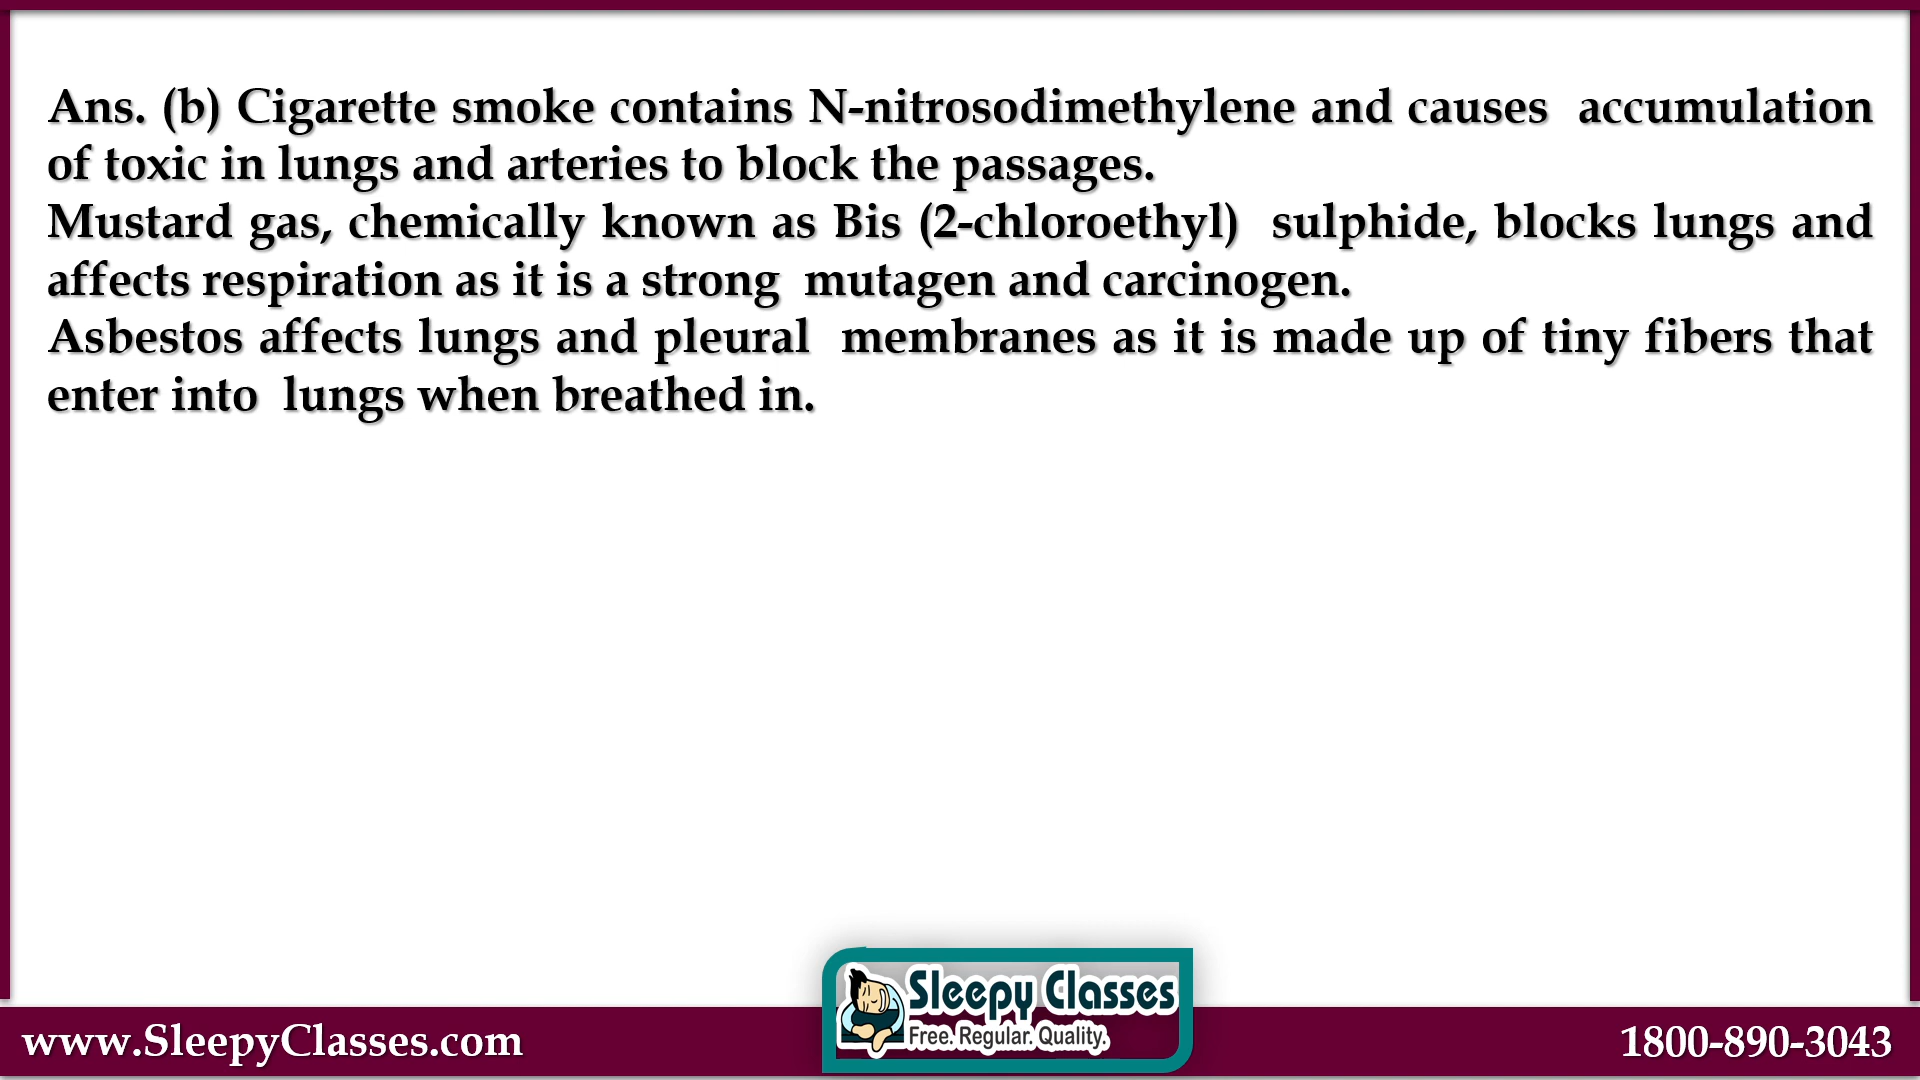 Ans. (b) Cigarette smoke contains N-nitrosodimethylene and causes accumulation
of toxic in lungs and arteries to block the passages.
Mustard gas, chemically known as Bis (2-chloroethyl) sulphide, blocks lungs and
affects respiration as it is a strong mutagen and carcinogen.
Asbestos affects lungs and pleural membranes as it is made up of tiny fibers that
enter into lungs when breathed in.
Sleepy Classes
Free. Regular. Quality.
www.SleepyClasses.com
1800-890-3043